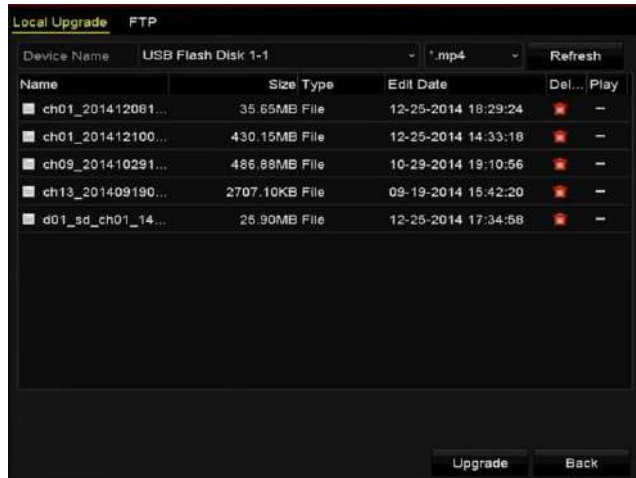 Local Upgrade FTP
Device Name USB Flash Disk 1-1 *.mp4 Refresh
Name Size Type Edit Date Del... Play
ch01_201412081... 35.65MB File 12-25-2014 18:29:24
ch01_201412100... 430.15MB File 12-25-2014 14:33:18
ch09_201410291... 486.88MB File 10-29-2014 19:10:56
ch13_201409190... 2707.10KB File 09-19-2014 15:42:20
d01_sd_ch01_14... 25.90MB File 12-25-2014 17:34:58
Upgrade Back